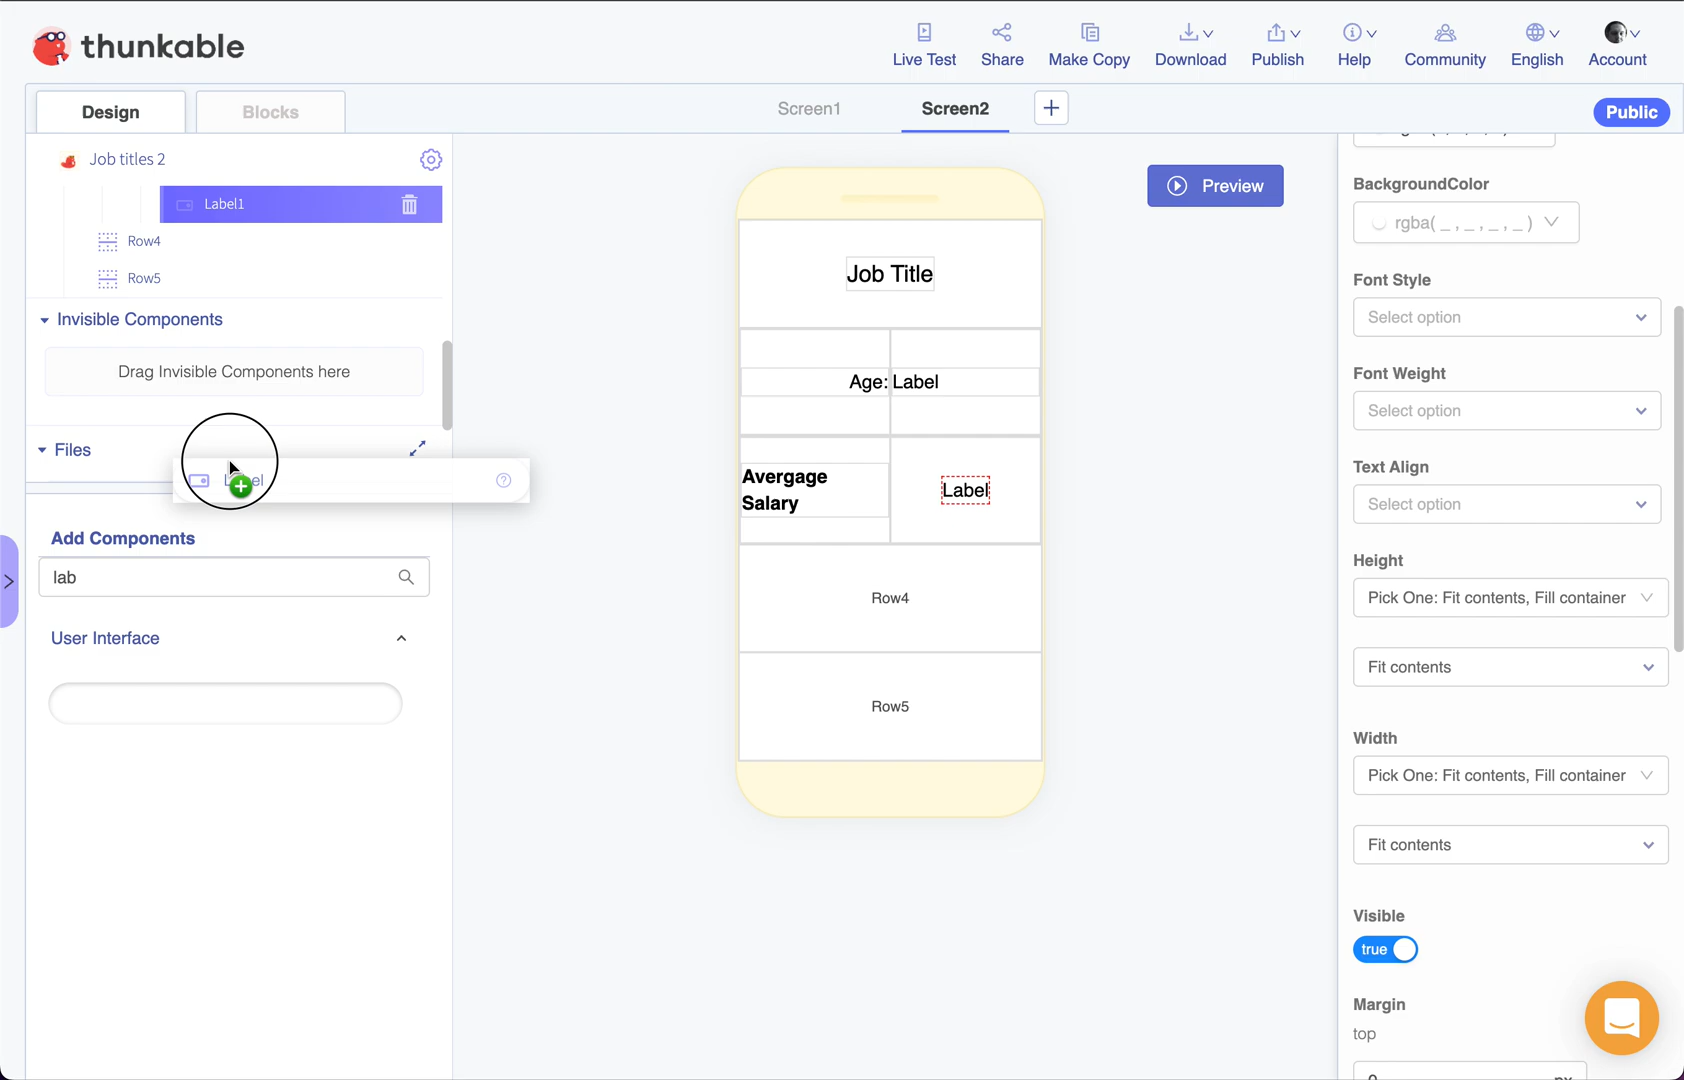 thunkable
Live Test
Share
Make Copy
Download
Publish
Help
Community
English
Account
Design
Blocks
Screen1
Screen2
Public
Job titles 2
Label1
Row4
Row5
Invisible Components
Drag Invisible Components here
Files
Add Components
lab
User Interface
Preview
Job Title
Age: Label
Avergage
Salary
Label
Row4
Row5
BackgroundColor
rgba( _ , _ , _ , _ )
Font Style
Select option
Font Weight
Select option
Text Align
Select option
Height
Pick One: Fit contents, Fill container
Fit contents
Width
Pick One: Fit contents, Fill container
Fit contents
Visible
true
Margin
top